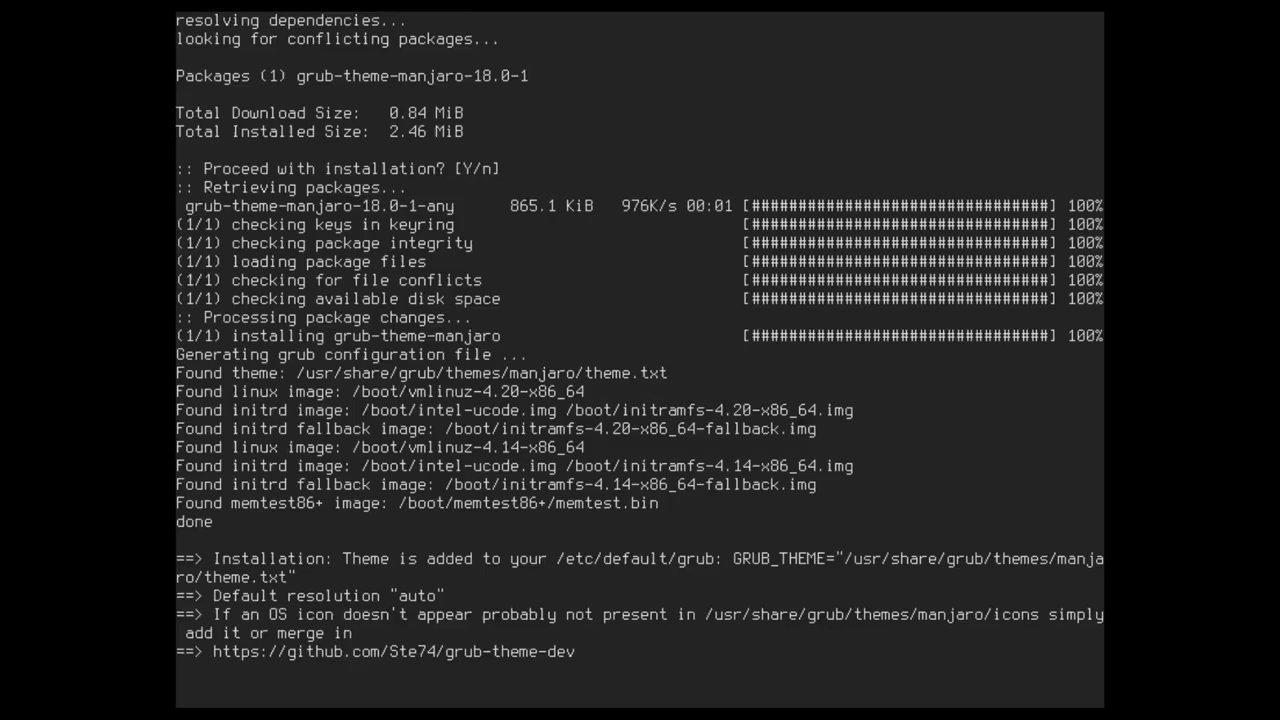 resolving dependencies...
looking for conflicting packages...
Packages (1) grub-theme-manjaro-18.0-1
Total Download Size:   0.84 MiB
Total Installed Size:  2.46 MiB
:: Proceed with installation? [Y/n]
:: Retrieving packages...
 grub-theme-manjaro-18.0-1-any      865.1 KiB   976K/s 00:01 [################################] 100%
(1/1) checking keys in keyring                               [################################] 100%
(1/1) checking package integrity                             [################################] 100%
(1/1) loading package files                                  [################################] 100%
(1/1) checking for file conflicts                            [################################] 100%
(1/1) checking available disk space                          [################################] 100%
:: Processing package changes...
(1/1) installing grub-theme-manjaro                          [################################] 100%
Generating grub configuration file ...
Found theme: /usr/share/grub/themes/manjaro/theme.txt
Found linux image: /boot/vmlinuz-4.20-x86_64
Found initrd image: /boot/intel-ucode.img /boot/initramfs-4.20-x86_64.img
Found initrd fallback image: /boot/initramfs-4.20-x86_64-fallback.img
Found linux image: /boot/vmlinuz-4.14-x86_64
Found initrd image: /boot/intel-ucode.img /boot/initramfs-4.14-x86_64.img
Found initrd fallback image: /boot/initramfs-4.14-x86_64-fallback.img
Found memtest86+ image: /boot/memtest86+/memtest.bin
done
==> Installation: Theme is added to your /etc/default/grub: GRUB_THEME="/usr/share/grub/themes/manja
ro/theme.txt"
==> Default resolution "auto"
==> If an OS icon doesn't appear probably not present in /usr/share/grub/themes/manjaro/icons simply
 add it or merge in
==> https://github.com/Ste74/grub-theme-dev